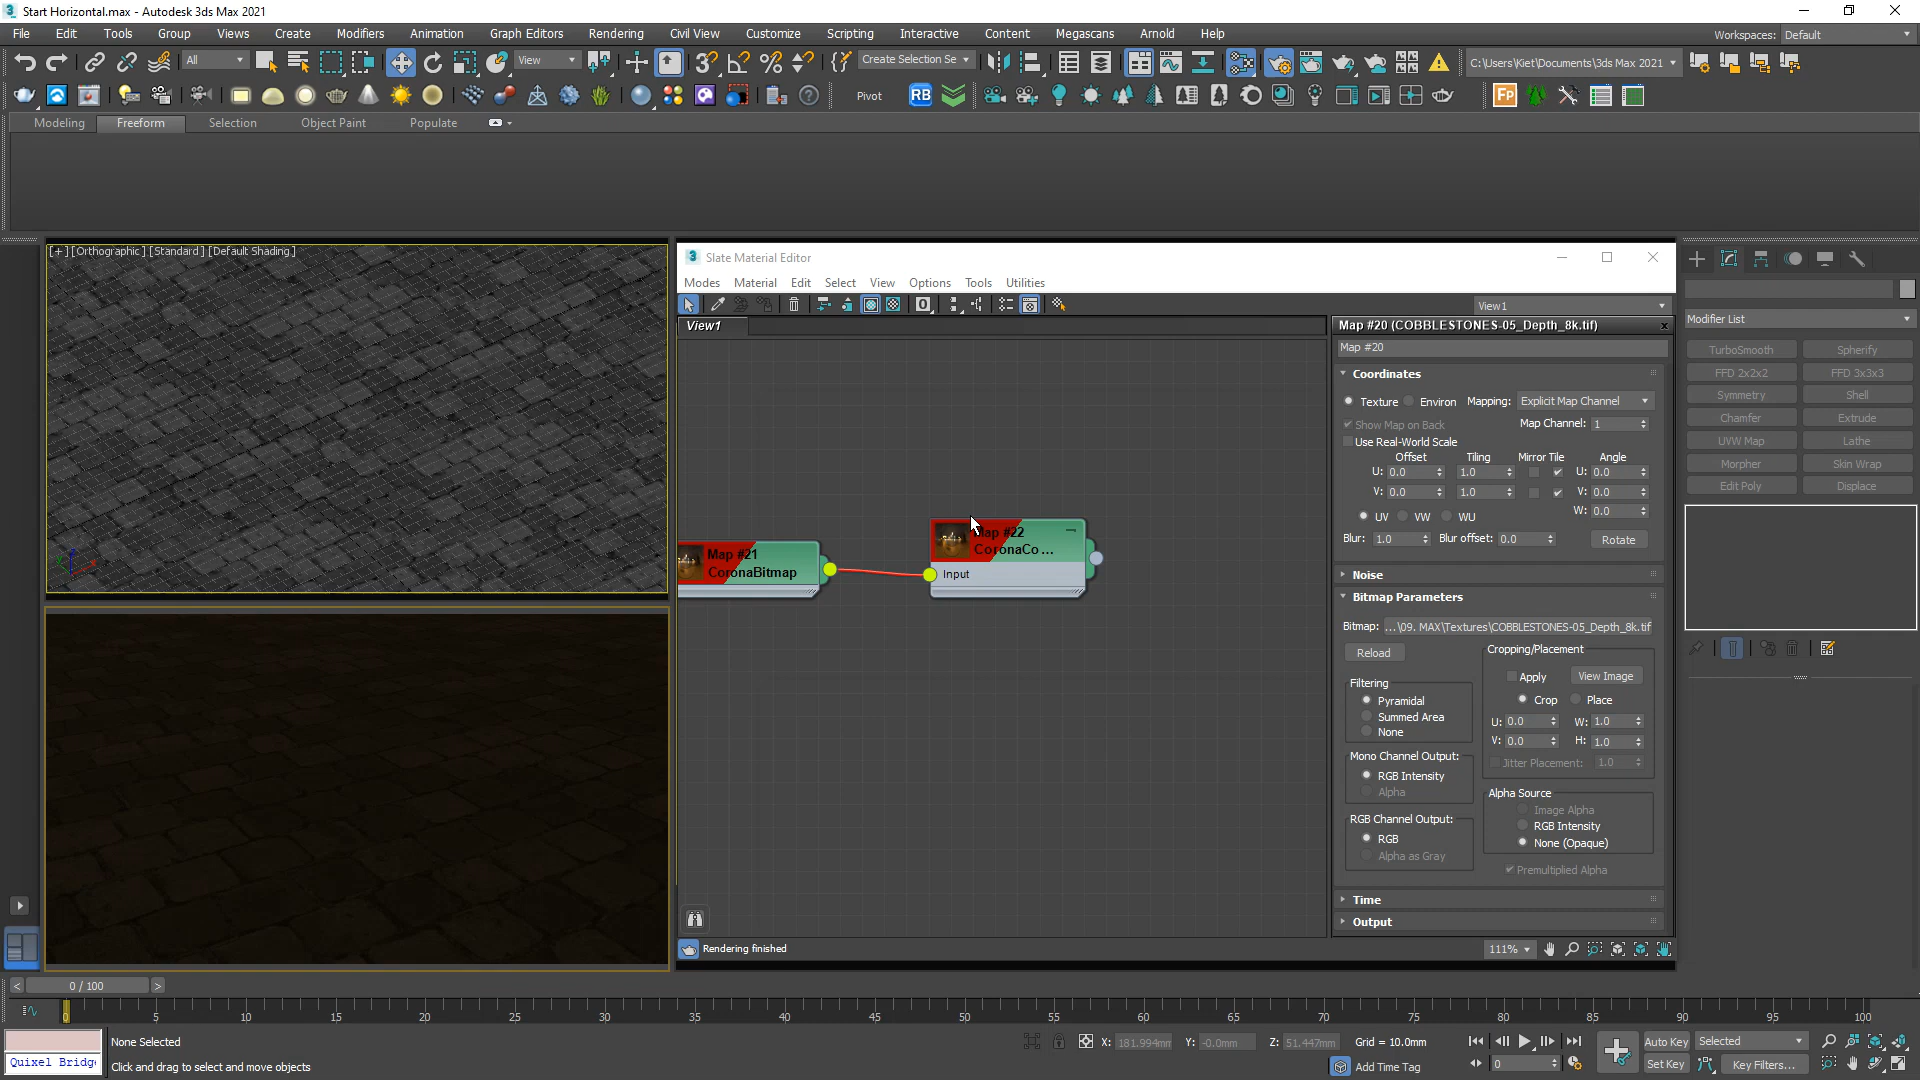 Start Horizontal.max - Autodesk 3ds Max 2021
File Edit Tools Group Views Create Modifiers Animation Graph Editors Rendering Civil View Customize Scripting Interactive Content Megascans Arnold Help
Workspaces: Default
All
View
Create Selection Se
C:\Users\Kiet\Documents\3ds Max 2021
Pivot
RB
Fp
Modeling Freeform Selection Object Paint Populate
[+] [Orthographic] [Standard] [Default Shading]
Slate Material Editor
Modes Material Edit Select View Options Tools Utilities
View1
View1
Map #21
CoronaBitmap
Map #22
CoronaCo...
Input
Rendering finished
111%
Map #20 (COBBLESTONES-05_Depth_8k.tif)
Map #20
Coordinates
Texture Environ Mapping: Explicit Map Channel
Show Map on Back Map Channel: 1
Use Real-World Scale
Offset Tiling Mirror Tile Angle
U: 0.0 1.0 U: 0.0
V: 0.0 1.0 V: 0.0
W: 0.0
UV VW WU
Blur: 1.0 Blur offset: 0.0 Rotate
Noise
Bitmap Parameters
Bitmap: ...\09. MAX\Textures\COBBLESTONES-05_Depth_8k.tif
Reload
Cropping/Placement
Apply View Image
Crop Place
U: 0.0 W: 1.0
V: 0.0 H: 1.0
Jitter Placement: 1.0
Filtering
Pyramidal
Summed Area
None
Mono Channel Output:
RGB Intensity
Alpha
RGB Channel Output:
RGB
Alpha as Gray
Alpha Source
Image Alpha
RGB Intensity
None (Opaque)
Premultiplied Alpha
Time
Output
Modifier List
TurboSmooth Spherify
FFD 2x2x2 FFD 3x3x3
Symmetry Shell
Chamfer Extrude
UVW Map Lathe
Morpher Skin Wrap
Edit Poly Displace
< 0 / 100 >
0 5 10 15 20 25 30 35 40 45 50 55 60 65 70 75 80 85 90 95 100
Quixel Bridg
None Selected
Click and drag to select and move objects
X: 181.994mm Y: -0.0mm Z: 51.447mm Grid = 10.0mm
Add Time Tag
0
Auto Key Selected
Set Key Key Filters...